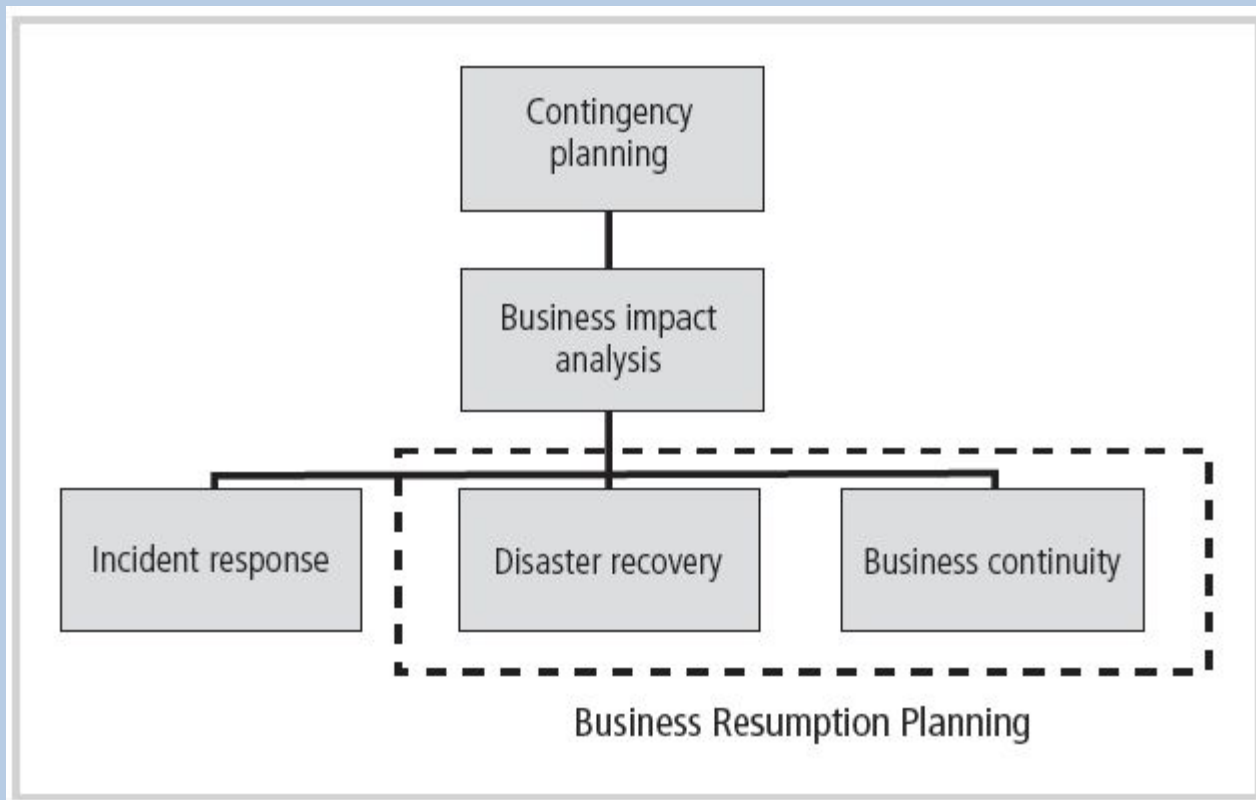 Contingency
planning
Business impact
analysis
Incident response
Disaster recovery
Business continuity
Business Resumption Planning